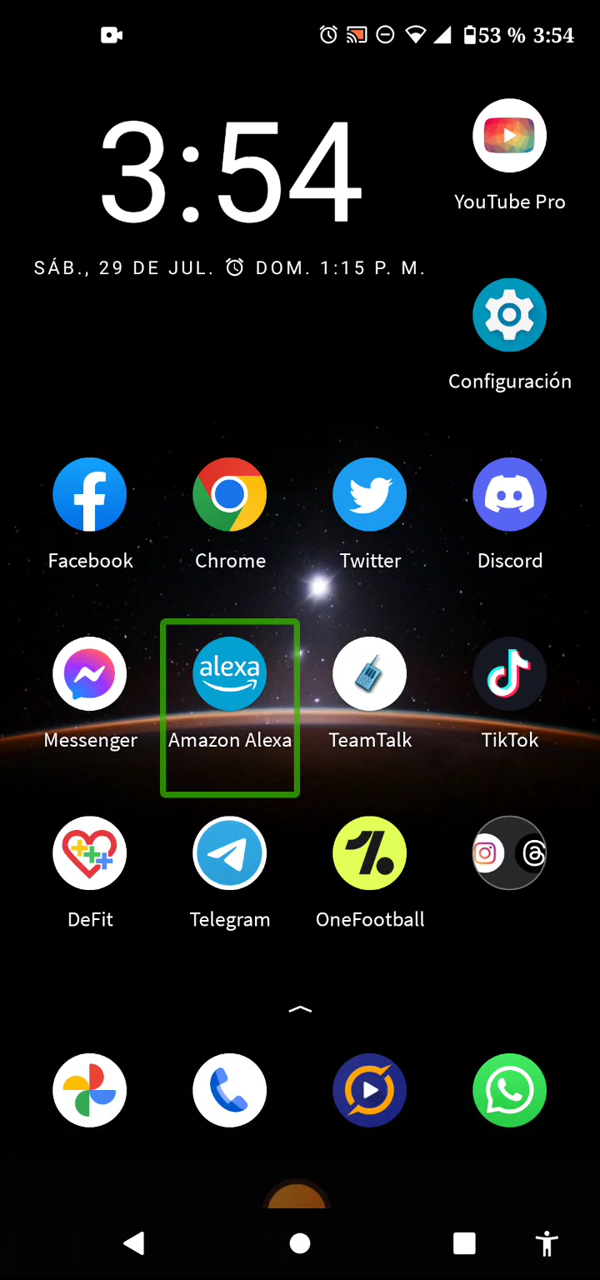 53 % 3:54
3:54
YouTube Pro
SÁB., 29 DE JUL. DOM. 1:15 P. M.
Configuración
Facebook
Chrome
Twitter
Discord
alexa
Messenger
Amazon Alexa
TeamTalk
TikTok
1.
DeFit
Telegram
OneFootball